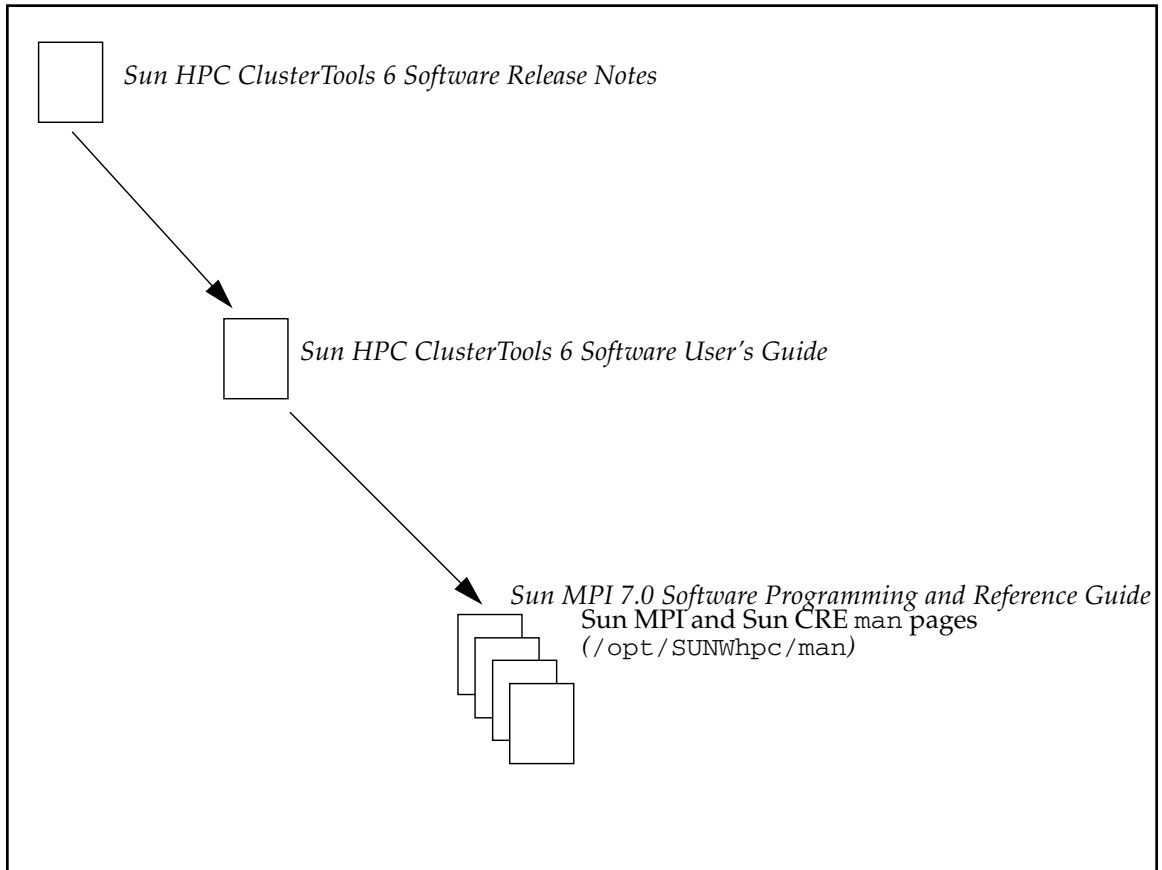 Sun HPC ClusterTools 6 Software Release Notes
Sun HPC ClusterTools 6 Software User's Guide
Sun MPI 7.0 Software Programming and Reference Guide
Sun MPI and Sun CRE man pages
(/opt/SUNWhpc/man)